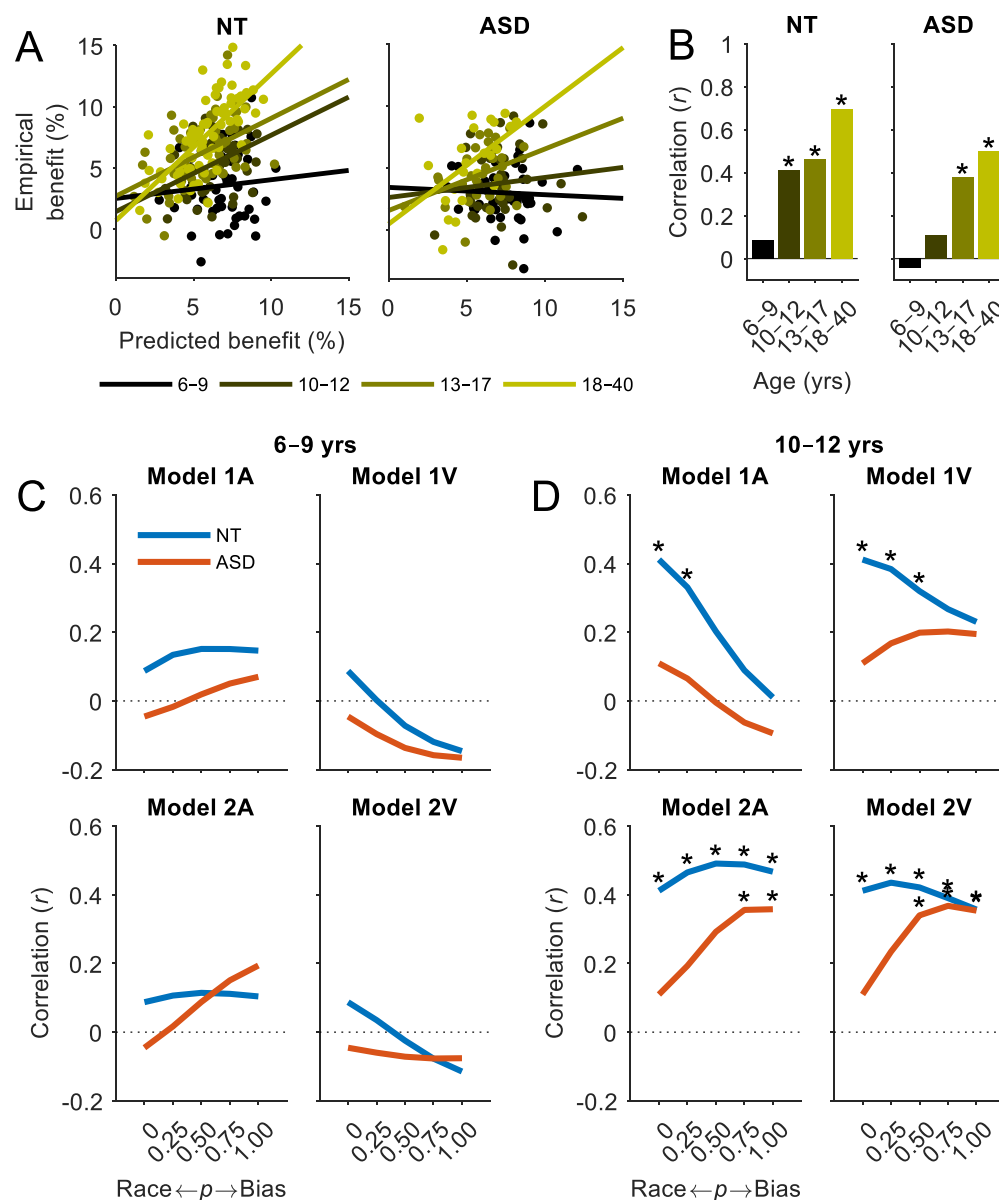 A
NT
ASD
Empirical benefit (%)
15
10
5
0
0
5
10
15
0
5
10
15
Predicted benefit (%)
6–9
10–12
13–17
18–40
B
NT
ASD
Correlation (r)
1
0.8
0.6
0.4
0.2
0
*
*
*
*
*
6–9
10–12
13–17
18–40
6–9
10–12
13–17
18–40
Age (yrs)
C
6–9 yrs
Model 1A
Model 1V
0.6
0.4
0.2
0
-0.2
NT
ASD
Model 2A
Model 2V
Correlation (r)
0.6
0.4
0.2
0
-0.2
0
0.25
0.50
0.75
1.00
0
0.25
0.50
0.75
1.00
Race←p→Bias
D
10–12 yrs
Model 1A
Model 1V
0.6
0.4
0.2
0
-0.2
* *
* * *
Model 2A
Model 2V
Correlation (r)
0.6
0.4
0.2
0
-0.2
* * * * *
* *
* * * * *
* * *
0
0.25
0.50
0.75
1.00
0
0.25
0.50
0.75
1.00
Race←p→Bias